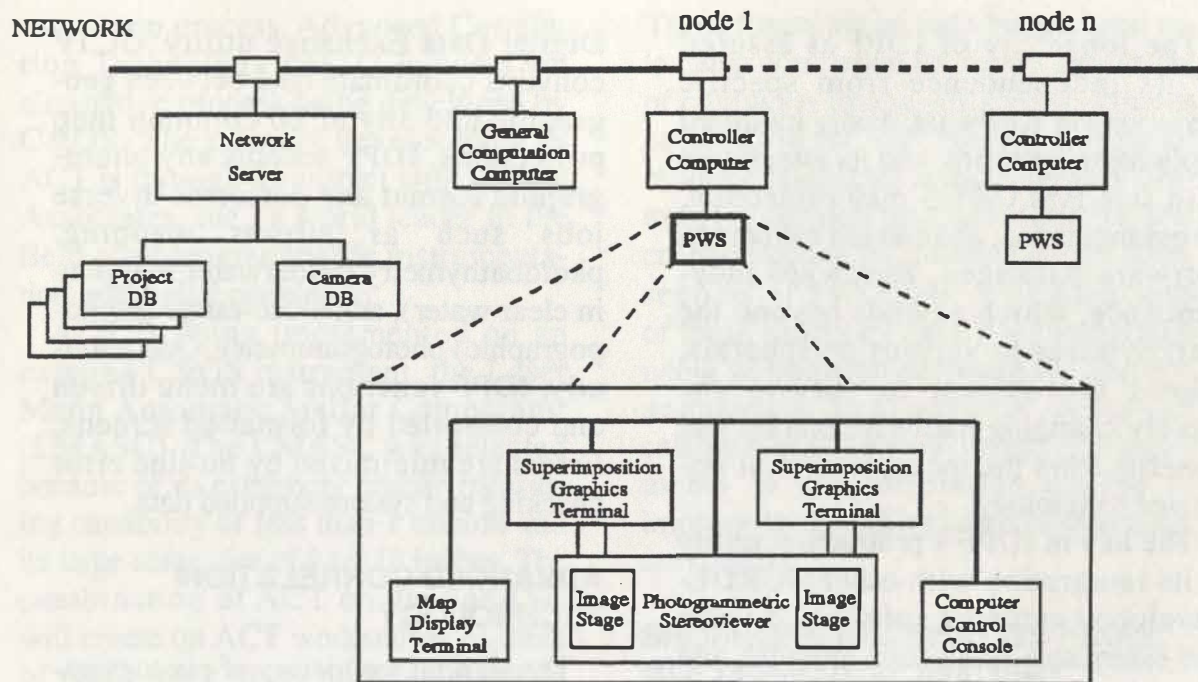 NETWORK
node 1
node n
Network
Server
General
Computation
Computer
Controller
Computer
Controller
Computer
PWS
PWS
Project
DB
Camera
DB
Superimposition
Graphics
Terminal
Superimposition
Graphics
Terminal
Map
Display
Terminal
Image
Stage
Photogrammetric
Stereoviewer
Image
Stage
Computer
Control
Console